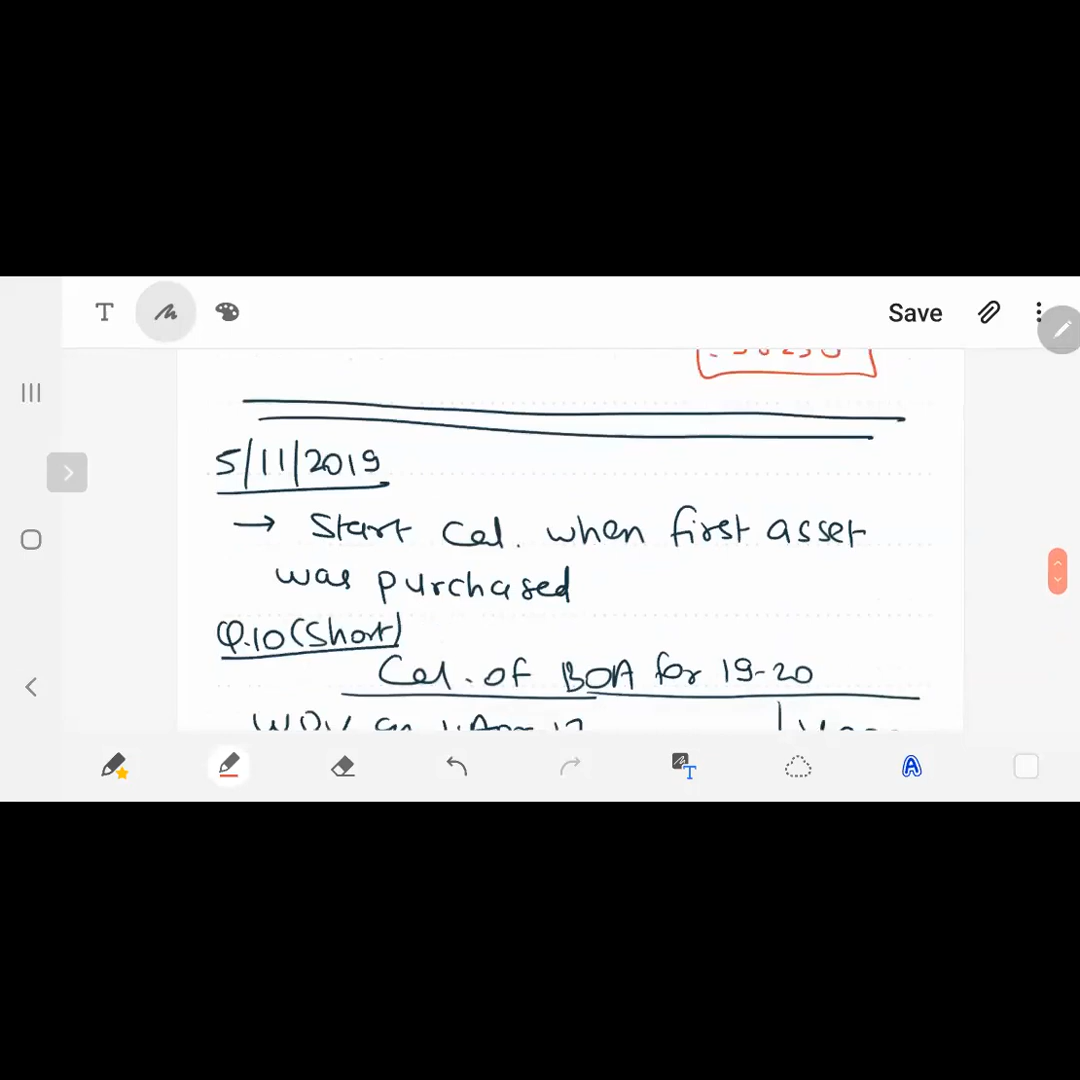 T Save
5/11/2019
→ Start Cal. when first asset
was purchased
Q.10(Short)
Cal. of BOA for 19-20
T
A